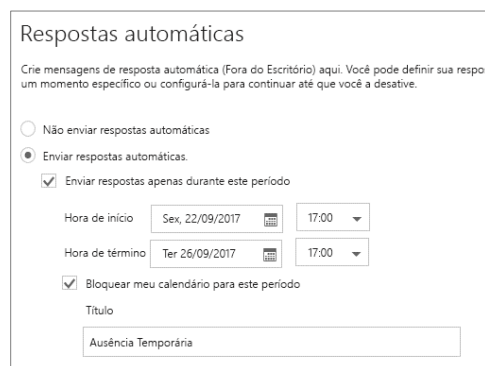 Respostas automáticas
Crie mensagens de resposta automática (Fora do Escritório) aqui. Você pode definir sua
um momento específico ou configurá-la para continuar até que você a desative.
Não enviar respostas automáticas
Enviar respostas automáticas.
Enviar respostas apenas durante este período
Hora de início Sex, 22/09/2017 17:00
Hora de término Ter 26/09/2017 17:00
Bloquear meu calendário para este período
Título
Ausência Temporária